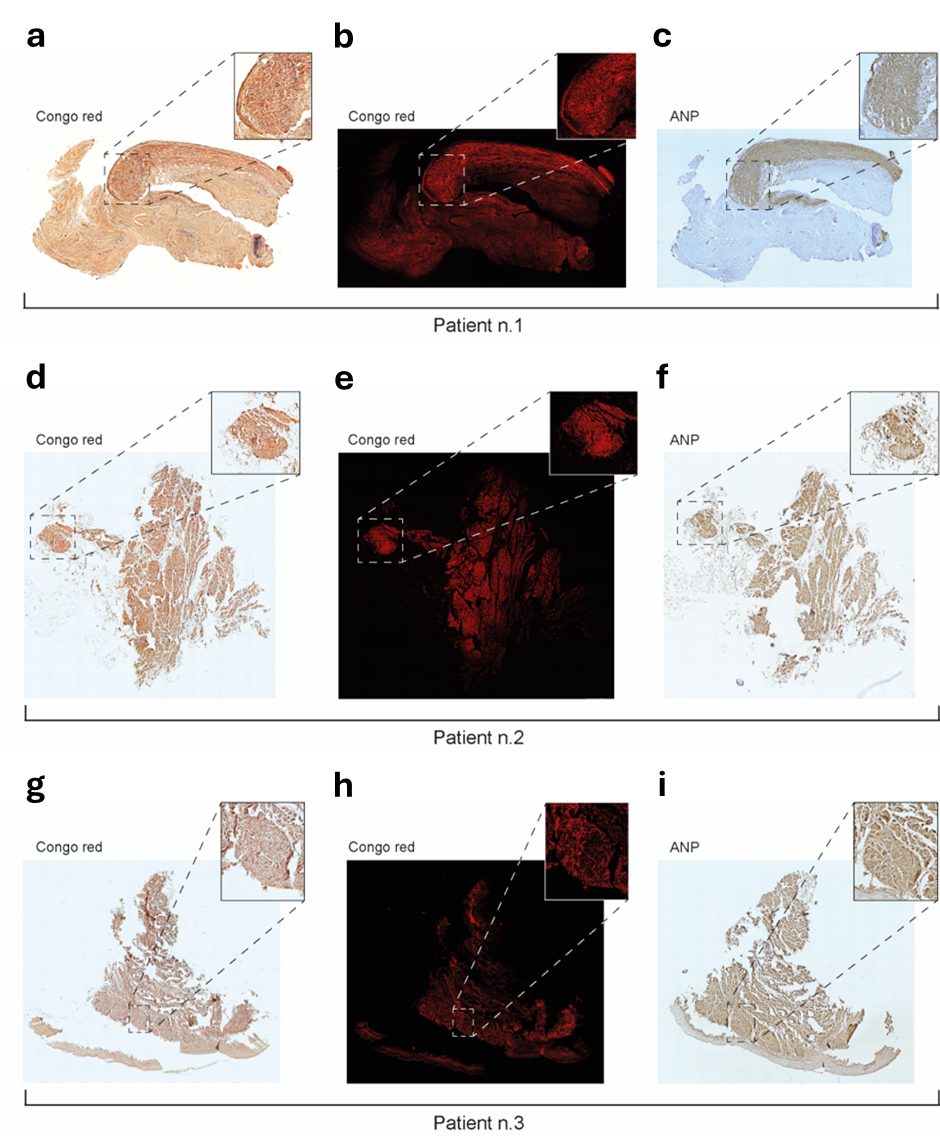 a b c
Congo red Congo red ANP
Patient n.1
d e f
Congo red Congo red ANP
Patient n.2
g h i
Congo red Congo red ANP
Patient n.3